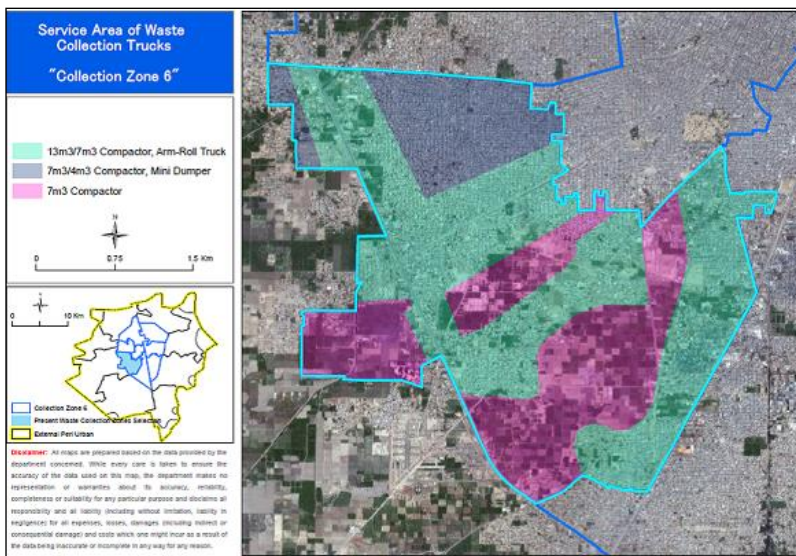 Service Area of Waste
Collection Trucks
"Collection Zone 6"
13m3/7m3 Compactor, Arm-Roll Truck
7m3/4m3 Compactor, Mini Dumper
7m3 Compactor
N
0 0.75 1.5 Km
0 10 Km
Collection Zone 6
Present Waste Collection Zones Selection
External Peri Urban
Disclaimer: All maps are prepared based on the data provided by the
department concerned. While every care is taken to ensure the
accuracy of the data used on this map, the department makes no
representation or warranties about its accuracy, reliability,
completeness or suitability for any particular purpose and disclaims all
responsibility and all liability (including without limitation, liability in
negligence) for all expenses, losses, damages (including indirect or
consequential damage) and costs which one might incur as a result of
the data being inaccurate or incomplete in any way for any reason.